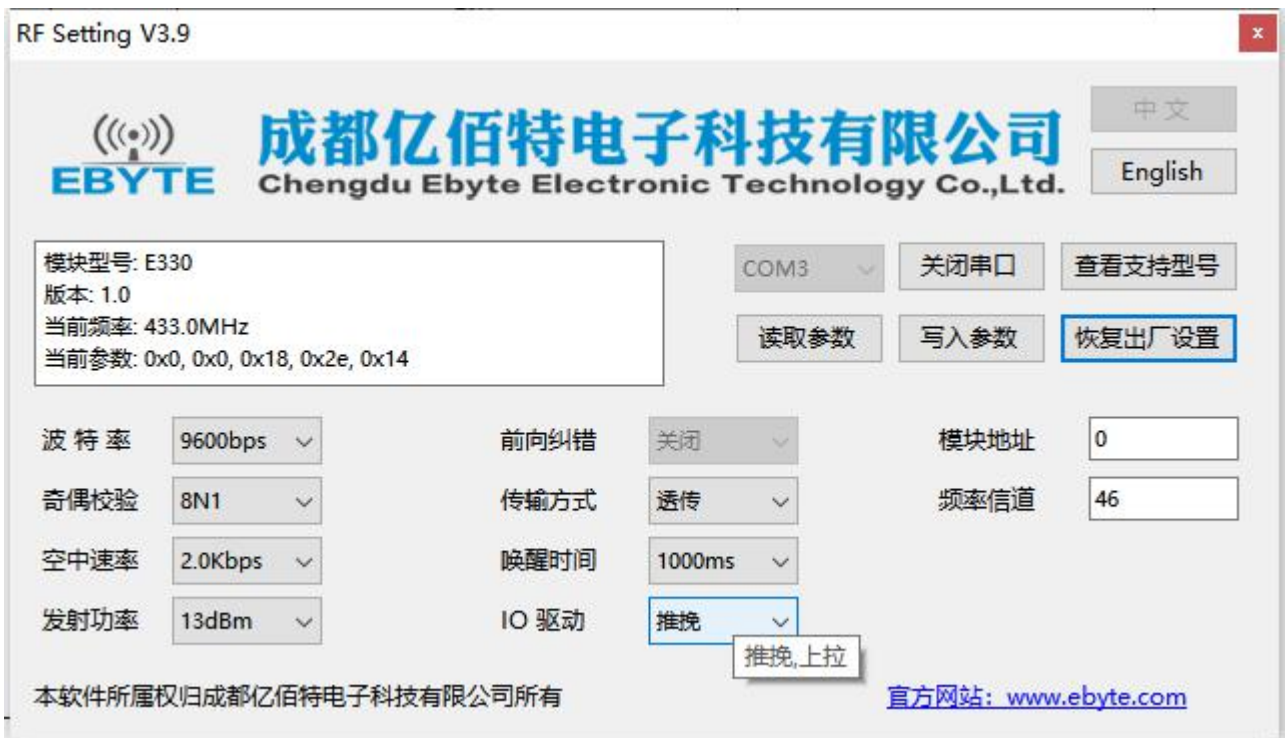 RF Setting V3.9
x
EBYTE
成都亿佰特电子科技有限公司
Chengdu Ebyte Electronic Technology Co.,Ltd.
中 文
English
模块型号: E330
版本: 1.0
当前频率: 433.0MHz
当前参数: 0x0, 0x0, 0x18, 0x2e, 0x14
COM3 关闭串口 查看支持型号
读取参数 写入参数 恢复出厂设置
波 特 率 9600bps 前向纠错 关闭 模块地址 0
奇偶校验 8N1 传输方式 透传 频率信道 46
空中速率 2.0Kbps 唤醒时间 1000ms
发射功率 13dBm IO 驱动 推挽
推挽,上拉
本软件所属权归成都亿佰特电子科技有限公司所有 官方网站：www.ebyte.com